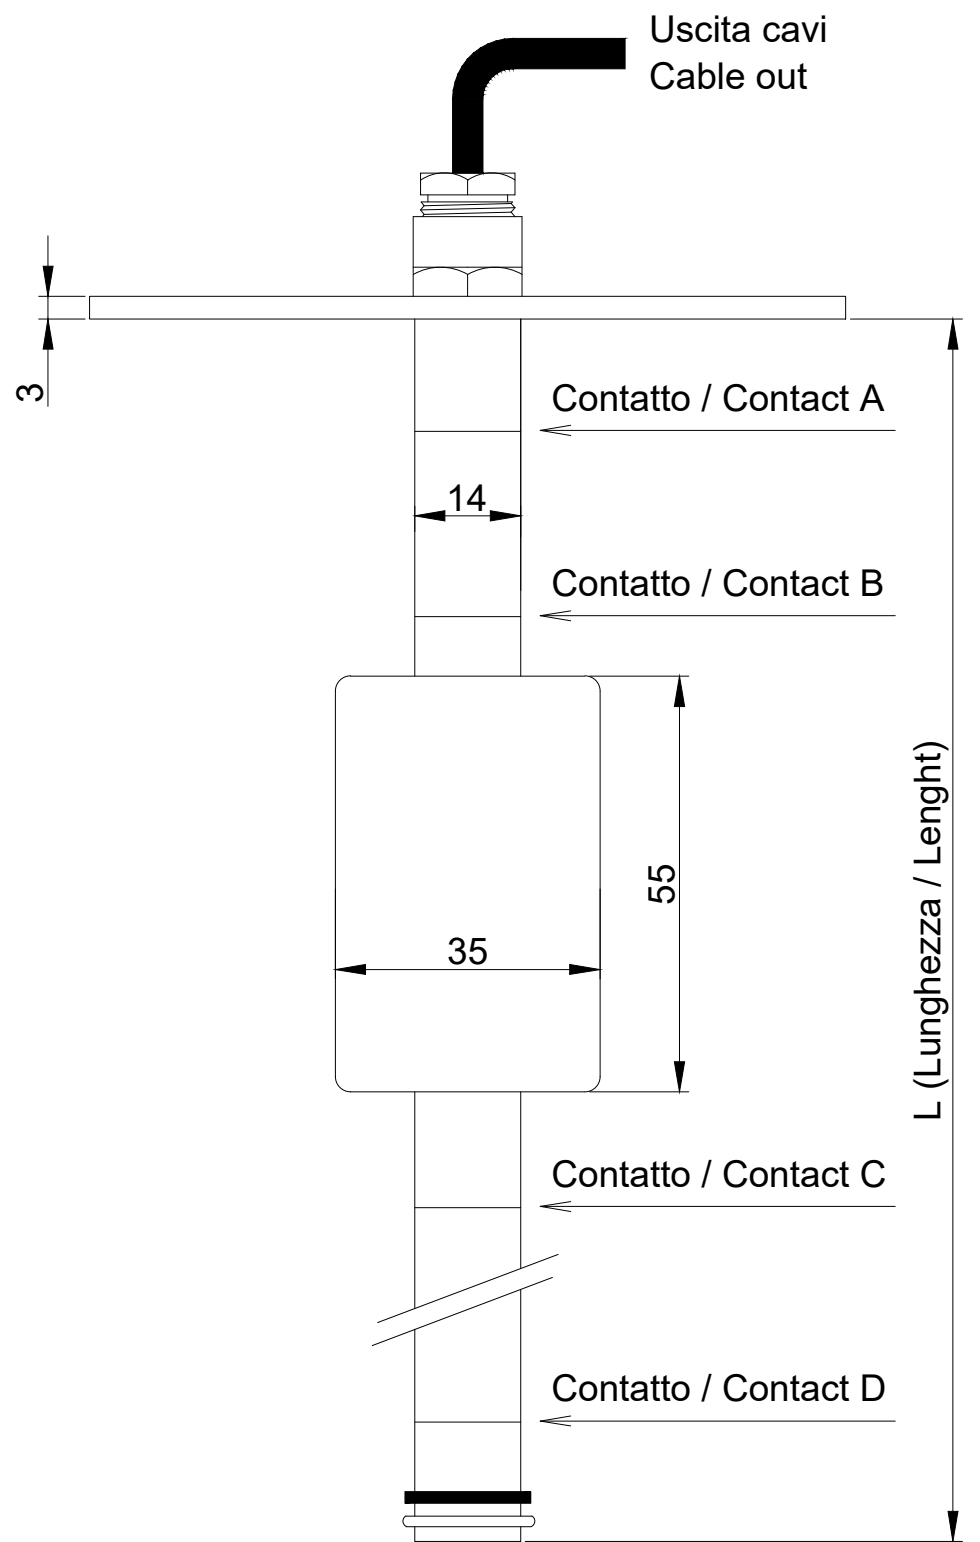 Uscita cavi
Cable out
3
Contatto / Contact A
14
Contatto / Contact B
55
35
L (Lunghezza / Lenght)
Contatto / Contact C
Contatto / Contact D